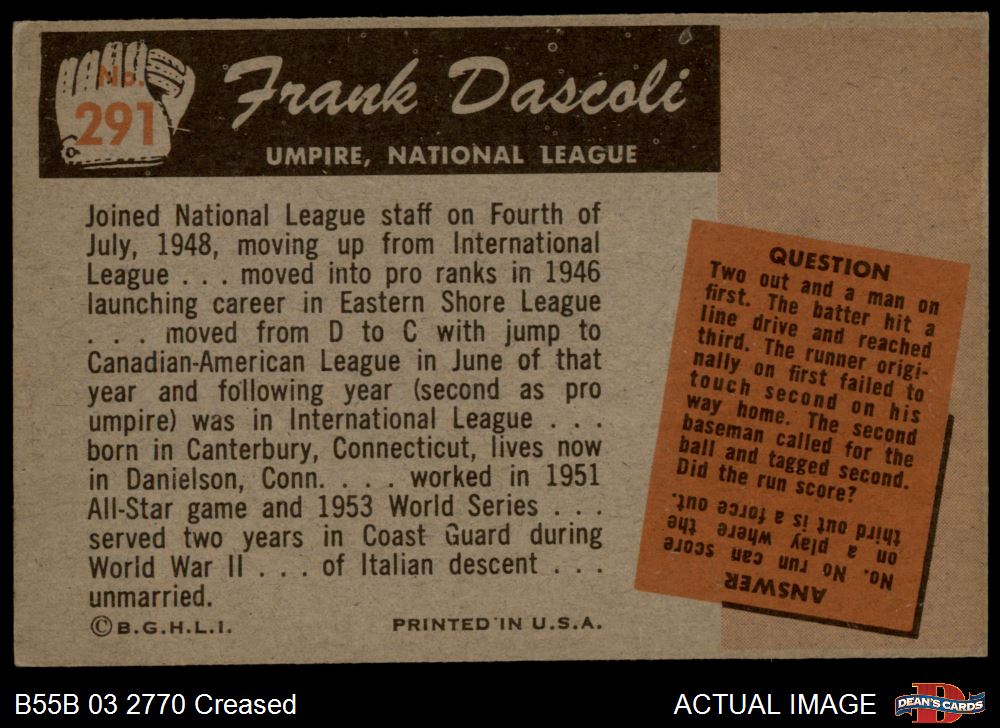 No.
291
Frank Dascoli
UMPIRE, NATIONAL LEAGUE
Joined National League staff on Fourth of
July, 1948, moving up from International
League . . . moved into pro ranks in 1946
launching career in Eastern Shore League
. . . moved from D to C with jump to
Canadian-American League in June of that
year and following year (second as pro
umpire) was in International League . . .
born in Canterbury, Connecticut, lives now
in Danielson, Conn. . . . worked in 1951
All-Star game and 1953 World Series . . .
served two years in Coast Guard during
World War II . . . of Italian descent . . .
unmarried.
©B.G.H.L.I.
PRINTED IN U.S.A.
QUESTION
Two out and a man on
first. The batter hit a
line drive and reached
third. The runner origi-
nally on first failed to
touch second on his
way home. The second
baseman called for the
ball and tagged second.
Did the run score?
ANSWER
No. No run can score
on a play where the
third out is a force out.
B55B 03 2770 Creased
ACTUAL IMAGE
DEAN'S CARDS